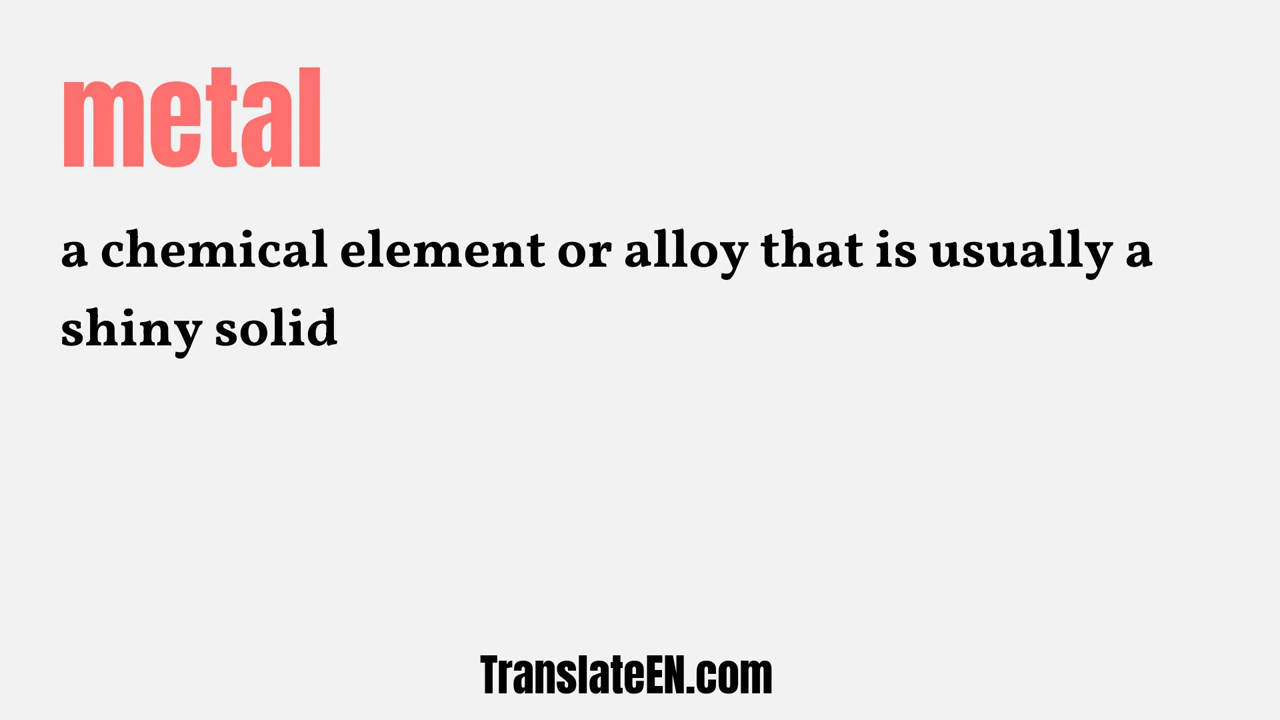 metal
a chemical element or alloy that is usually a
shiny solid
TranslateEN.com